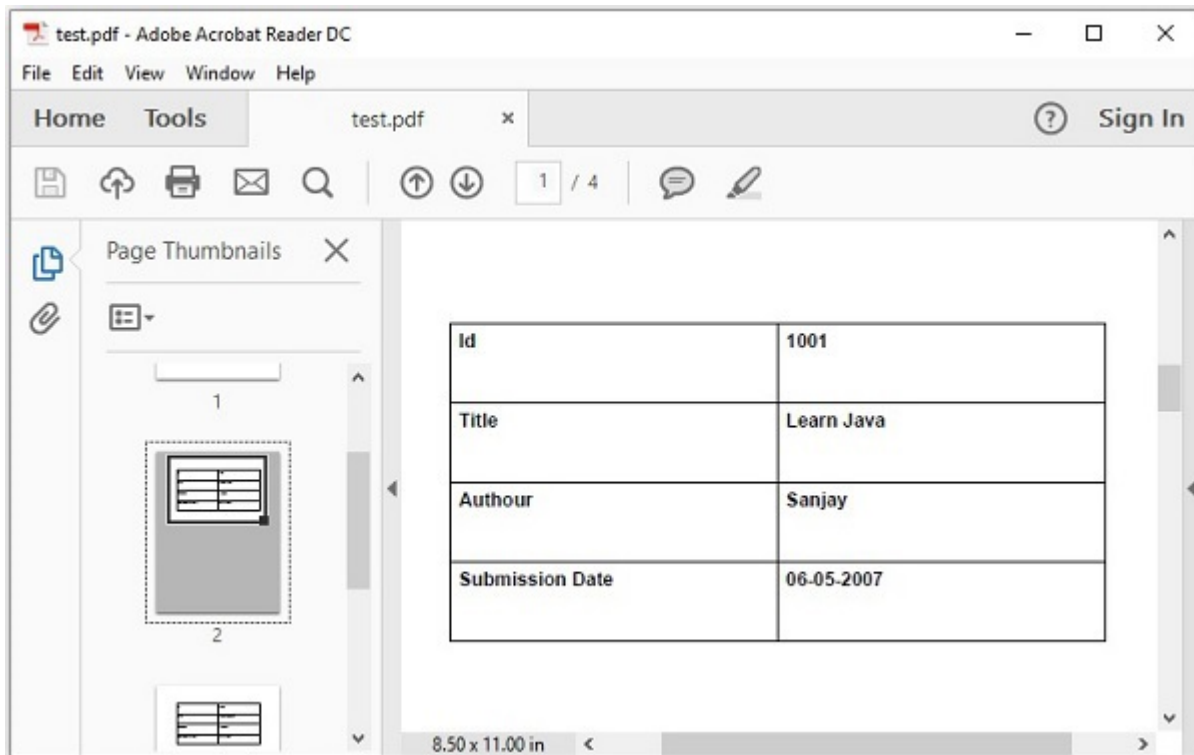 test.pdf - Adobe Acrobat Reader DC
File Edit View Window Help
Home Tools test.pdf × ? Sign In
1 / 4
Page Thumbnails
1
2
Id 1001
Title Learn Java
Authour Sanjay
Submission Date 06-05-2007
8.50 x 11.00 in